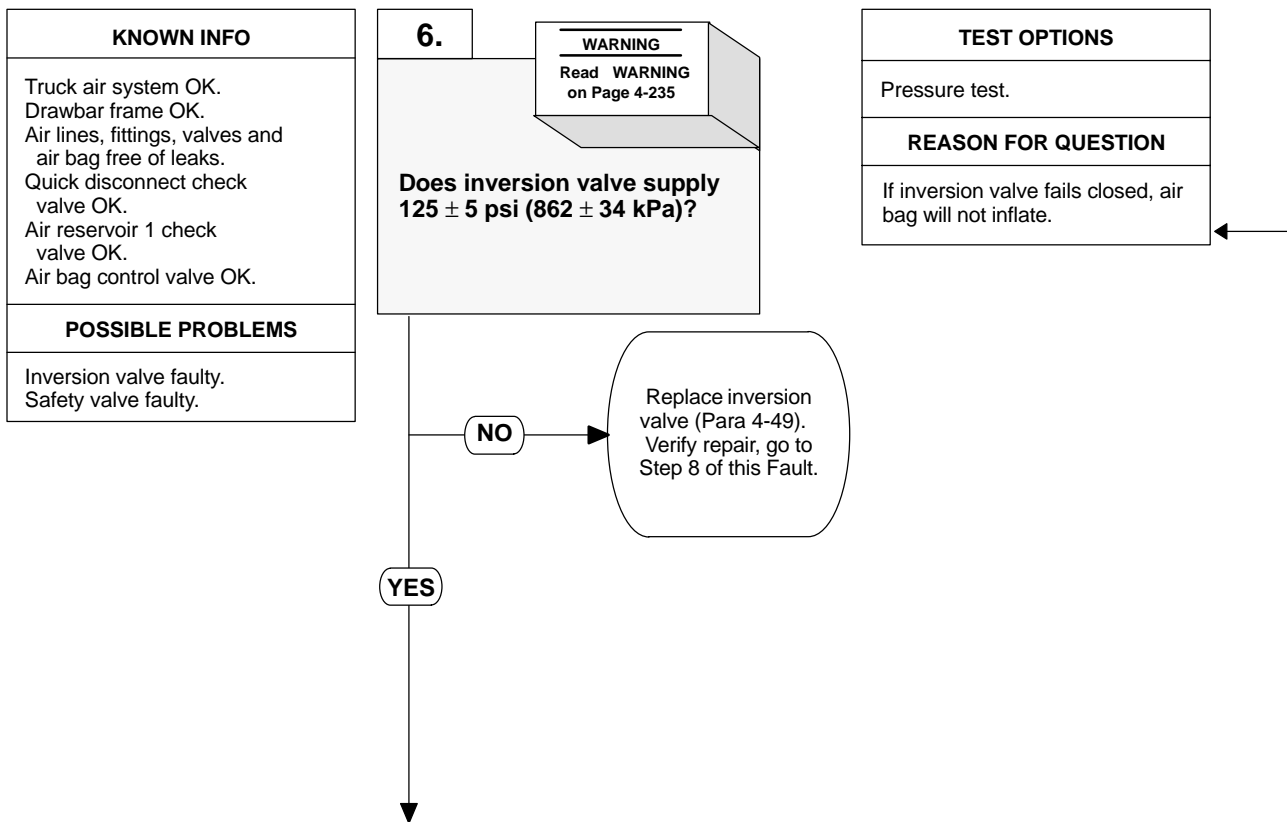 KNOWN INFO
Truck air system OK.
Drawbar frame OK.
Air lines, fittings, valves and
air bag free of leaks.
Quick disconnect check
valve OK.
Air reservoir 1 check
valve OK.
Air bag control valve OK.
POSSIBLE PROBLEMS
Inversion valve faulty.
Safety valve faulty.
6.
WARNING
Read WARNING
on Page 4-235
Does inversion valve supply
125 ± 5 psi (862 ± 34 kPa)?
TEST OPTIONS
Pressure test.
REASON FOR QUESTION
If inversion valve fails closed, air
bag will not inflate.
NO
Replace inversion
valve (Para 4-49).
Verify repair, go to
Step 8 of this Fault.
YES